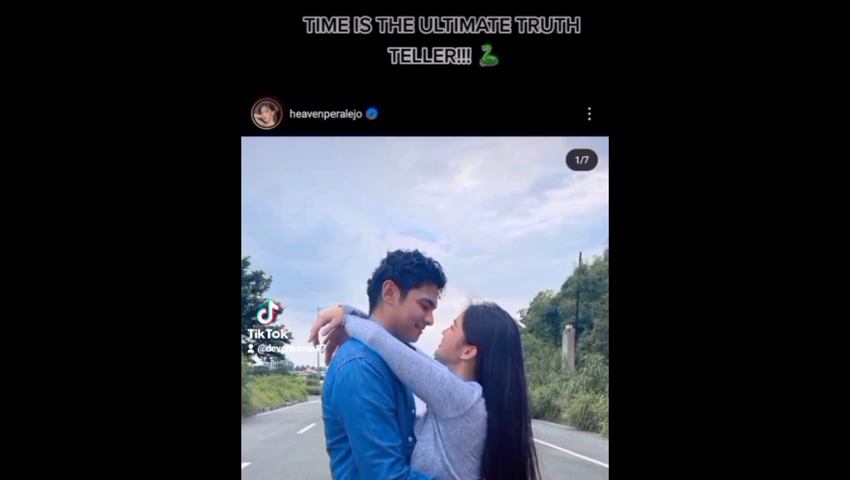 TIME IS THE ULTIMATE TRUTH
TELLER!!!
heavenperalejo
1/7
TikTok